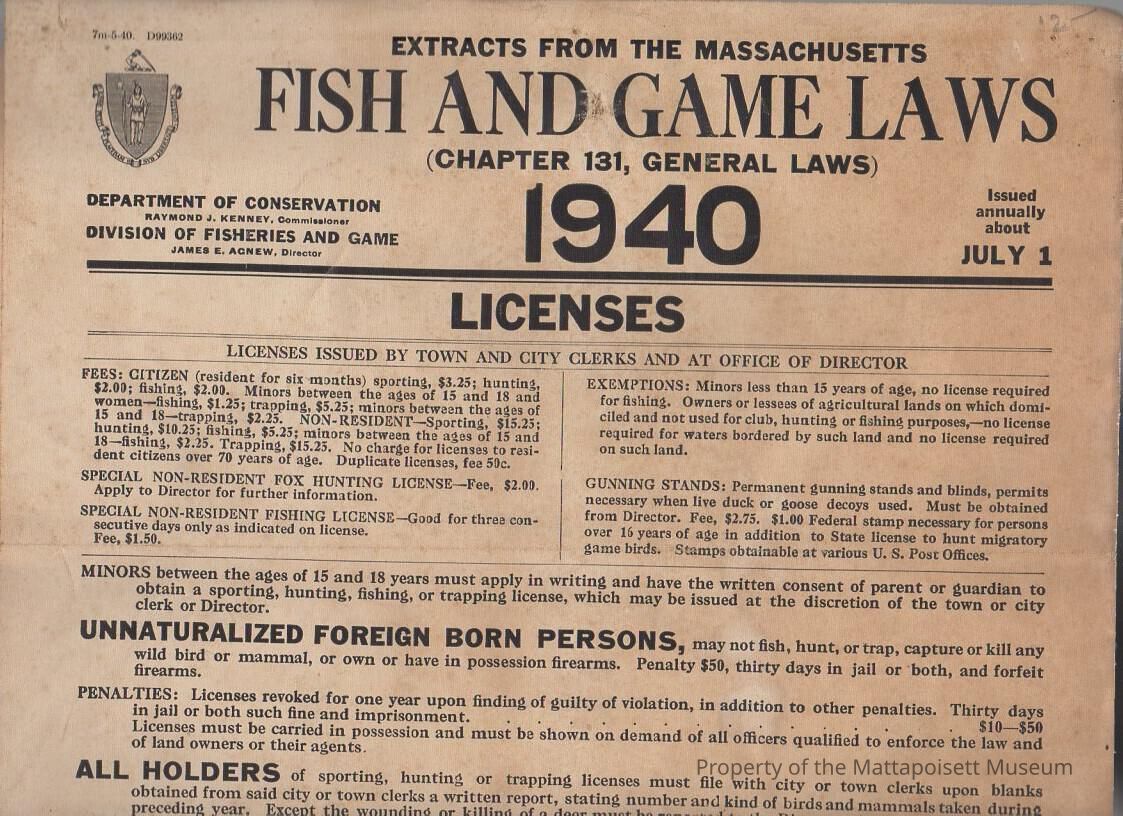 7m-5-40. D99362
12-
EXTRACTS FROM THE MASSACHUSETTS
FISH AND GAME LAWS
(CHAPTER 131, GENERAL LAWS)
DEPARTMENT OF CONSERVATION
RAYMOND J. KENNEY, Commissioner
DIVISION OF FISHERIES AND GAME
JAMES E. AGNEW, Director
1940
Issued
annually
about
JULY 1
LICENSES
LICENSES ISSUED BY TOWN AND CITY CLERKS AND AT OFFICE OF DIRECTOR
FEES: CITIZEN (resident for six months) sporting, $3.25; hunting,
$2.00; fishing, $2.00. Minors between the ages of 15 and 18 and
women—fishing, $1.25; trapping, $5.25; minors between the ages of
15 and 18—trapping, $2.25. NON-RESIDENT—Sporting, $15.25;
hunting, $10.25; fishing, $5.25; minors between the ages of 15 and
18—fishing, $2.25. Trapping, $15.25. No charge for licenses to resi-
dent citizens over 70 years of age. Duplicate licenses, fee 50c.
SPECIAL NON-RESIDENT FOX HUNTING LICENSE—Fee, $2.00.
Apply to Director for further information.
SPECIAL NON-RESIDENT FISHING LICENSE—Good for three con-
secutive days only as indicated on license.
Fee, $1.50.
EXEMPTIONS: Minors less than 15 years of age, no license required
for fishing. Owners or lessees of agricultural lands on which domi-
ciled and not used for club, hunting or fishing purposes,—no license
required for waters bordered by such land and no license required
on such land.
GUNNING STANDS: Permanent gunning stands and blinds, permits
necessary when live duck or goose decoys used. Must be obtained
from Director. Fee, $2.75. $1.00 Federal stamp necessary for persons
over 16 years of age in addition to State license to hunt migratory
game birds. Stamps obtainable at various U. S. Post Offices.
MINORS between the ages of 15 and 18 years must apply in writing and have the written consent of parent or guardian to
obtain a sporting, hunting, fishing, or trapping license, which may be issued at the discretion of the town or city
clerk or Director.
UNNATURALIZED FOREIGN BORN PERSONS, may not fish, hunt, or trap, capture or kill any
wild bird or mammal, or own or have in possession firearms. Penalty $50, thirty days in jail or both, and forfeit
firearms.
PENALTIES: Licenses revoked for one year upon finding of guilty of violation, in addition to other penalties. Thirty days
in jail or both such fine and imprisonment. . . . . . . . . . . . . . . . $10—$50
Licenses must be carried in possession and must be shown on demand of all officers qualified to enforce the law and
of land owners or their agents.
Property of the Mattapoisett Museum
ALL HOLDERS of sporting, hunting or trapping licenses must file with city or town clerks upon blanks
obtained from said city or town clerks a written report, stating number and kind of birds and mammals taken during
preceding year. Except the wounding or killing of a deer must be reported to the